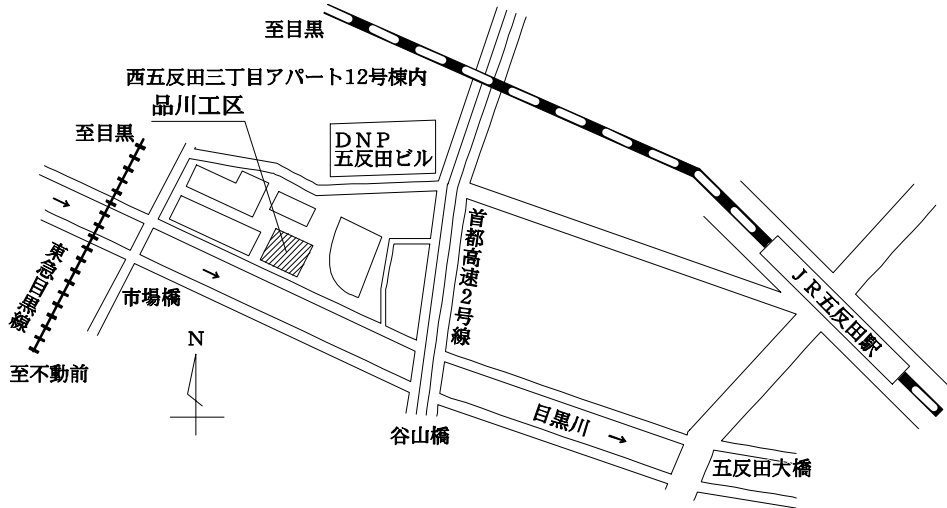 至目黒
西五反田三丁目アパート12号棟内
品川工区
至目黒
DNP
五反田ビル
首都高速2号線
東急目黒線
市場橋
JR五反田駅
N
至不動前
目黒川
谷山橋
五反田大橋